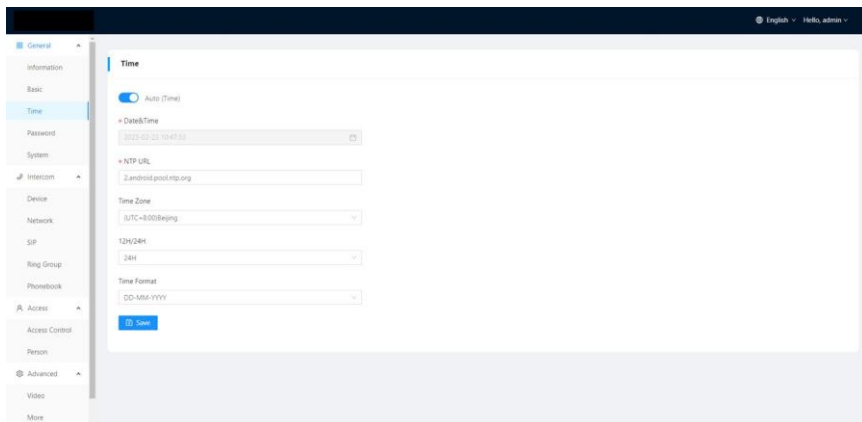 English
Hello, admin
General
Information
Basic
Time
Password
System
Intercom
Device
Network
SIP
Ring Group
Phonebook
Access
Access Control
Person
Advanced
Video
More
Time
Auto (Time)
* Date&Time
* NTP URL
2.android.pool.ntp.org
Time Zone
(UTC+8:00)Beijing
12H/24H
24H
Time Format
DD-MM-YYYY
Save